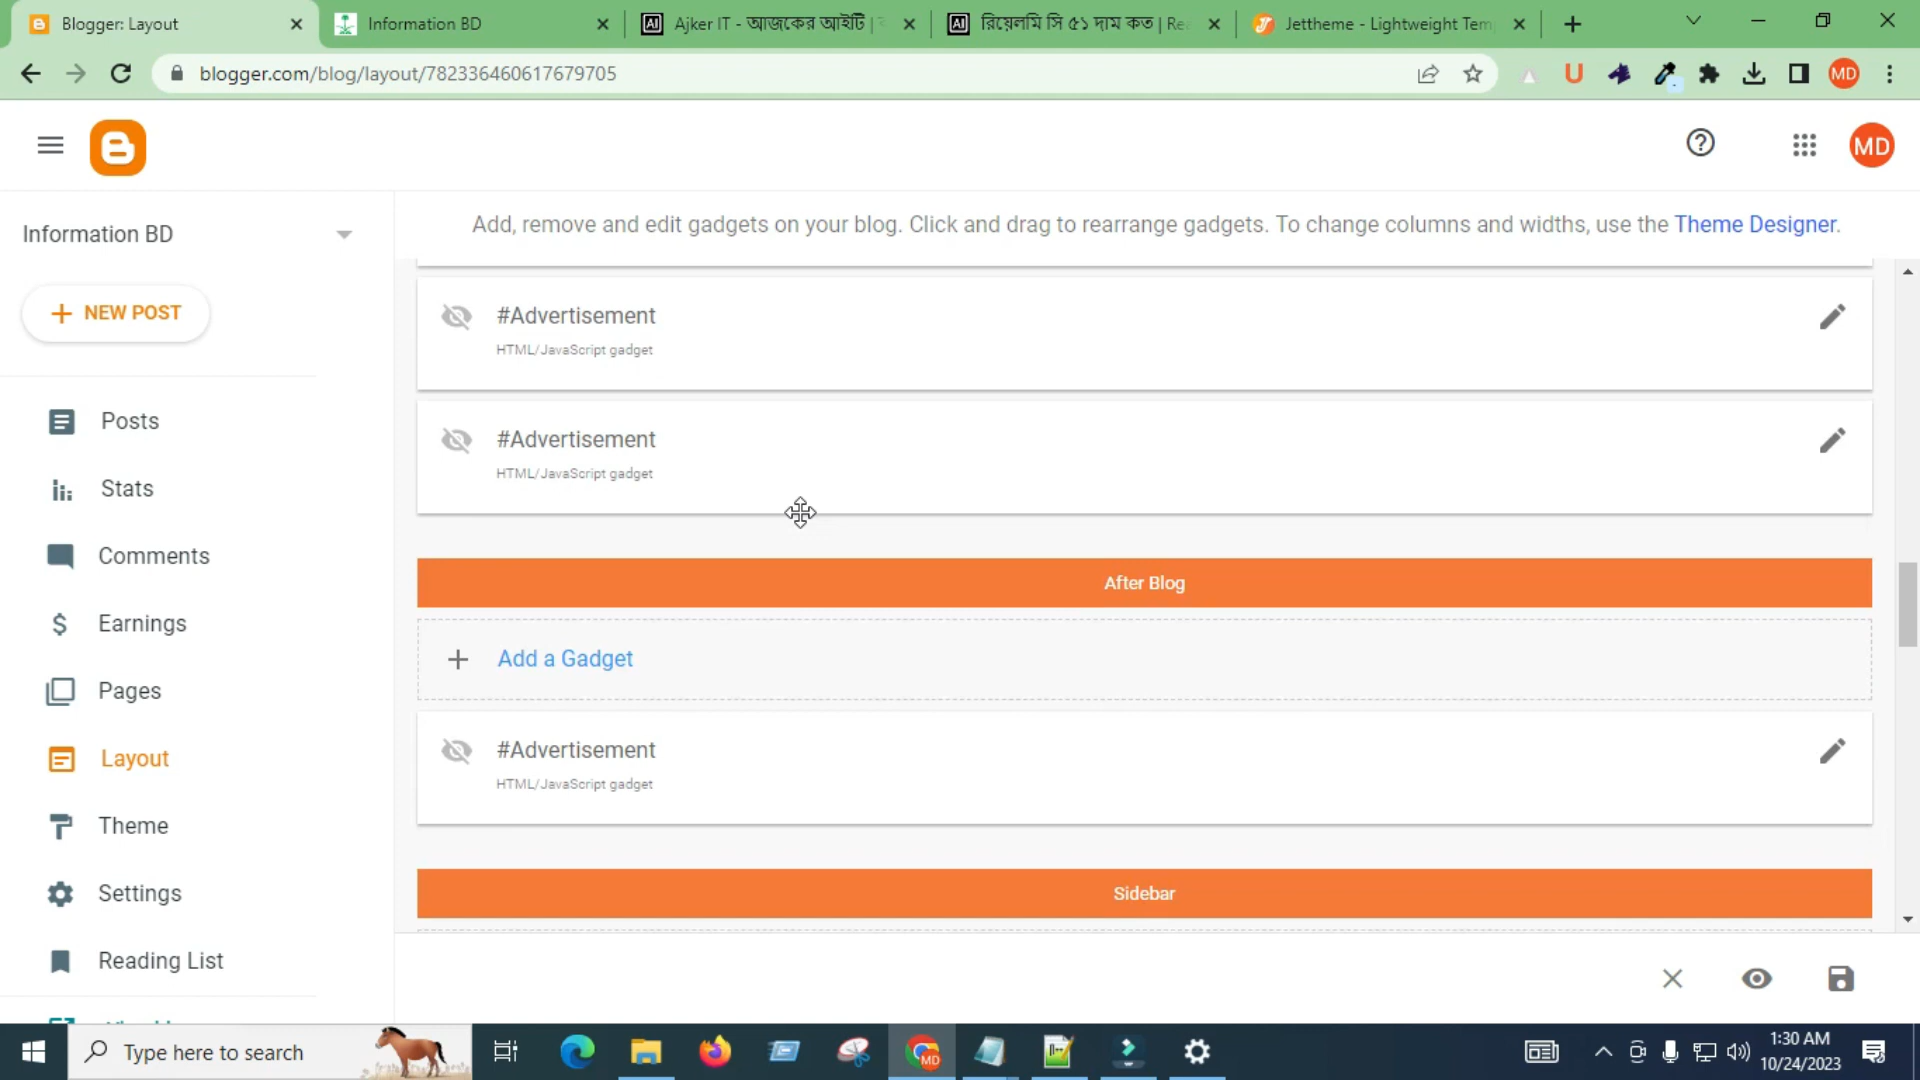 Blogger: Layout
Information BD
Ajker IT - আজকের আইটি |
রিয়েলমি সি ৫১ দাম কত | Re
Jettheme - Lightweight Tem
blogger.com/blog/layout/782336460617679705
MD
MD
Information BD
Add, remove and edit gadgets on your blog. Click and drag to rearrange gadgets. To change columns and widths, use the Theme Designer.
NEW POST
#Advertisement
HTML/JavaScript gadget
Posts
#Advertisement
HTML/JavaScript gadget
Stats
Comments
After Blog
Earnings
Add a Gadget
Pages
#Advertisement
HTML/JavaScript gadget
Layout
Theme
Settings
Sidebar
Reading List
Type here to search
MD
1:30 AM
10/24/2023